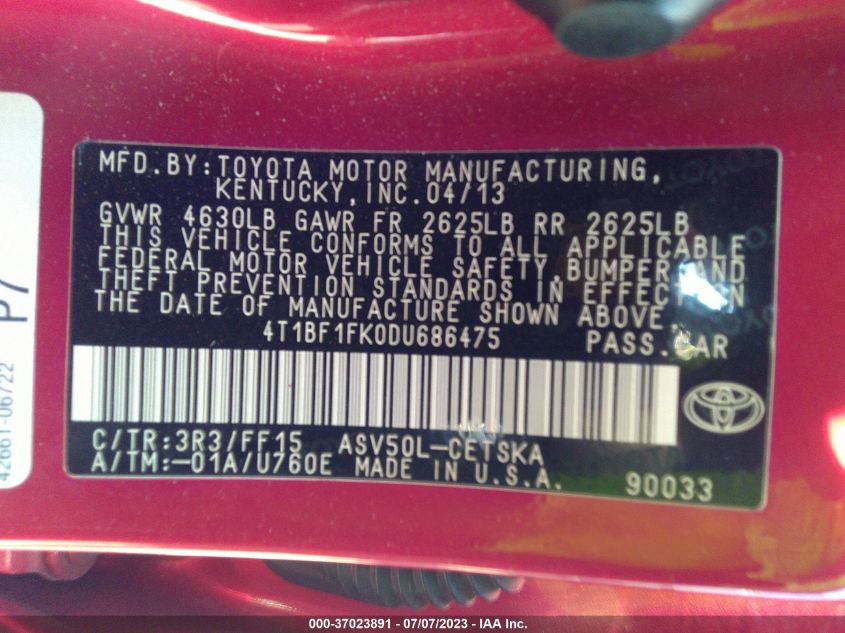 MFD.BY:TOYOTA MOTOR MANUFACTURING,
KENTUCKY,INC.04/13
GVWR 4630LB GAWR FR 2625LB RR 2625LB
THIS VEHICLE CONFORMS TO ALL APPLICABLE
FEDERAL MOTOR VEHICLE SAFETY,BUMPER AND
THEFT PREVENTION STANDARDS IN EFFECT ON
THE DATE OF MANUFACTURE SHOWN ABOVE.
4T1BF1FK0DU686475 PASS.CAR
C/TR:3R3/FF15 ASV50L-CETSKA
A/TM:-01A/U760E MADE IN U.S.A.
90033
P7
42661-06722
000-37023891 - 07/07/2023 - IAA Inc.